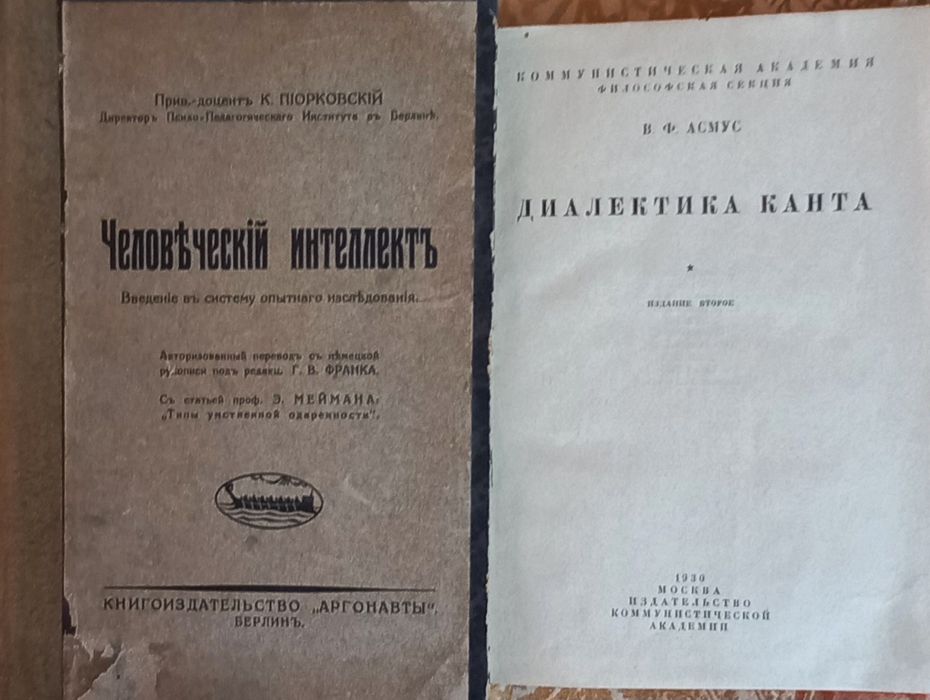 Прив.-доцентъ К. ПІОРКОВСКІЙ
Директоръ Психо-Педагогическаго Института въ Берлинѣ.
Человѣческій интеллектъ
Введеніе въ систему опытнаго наслѣдованія.
Авторизованный переводъ съ нѣмецкой
рукописи подъ редакц. Г. В. ФРАНКА.
Съ статьей проф. Э. МЕЙМАНА:
„Типы умственной одаренности".
КНИГОИЗДАТЕЛЬСТВО „АРГОНАВТЫ".
БЕРЛИНЪ.
КОММУНИСТИЧЕСКАЯ АКАДЕМИЯ
ФИЛОСОФСКАЯ СЕКЦИЯ
В. Ф. АСМУС
ДИАЛЕКТИКА КАНТА
*
ИЗДАНИЕ ВТОРОЕ
1930
МОСКВА
ИЗДАТЕЛЬСТВО
КОММУНИСТИЧЕСКОЙ
АКАДЕМИИ